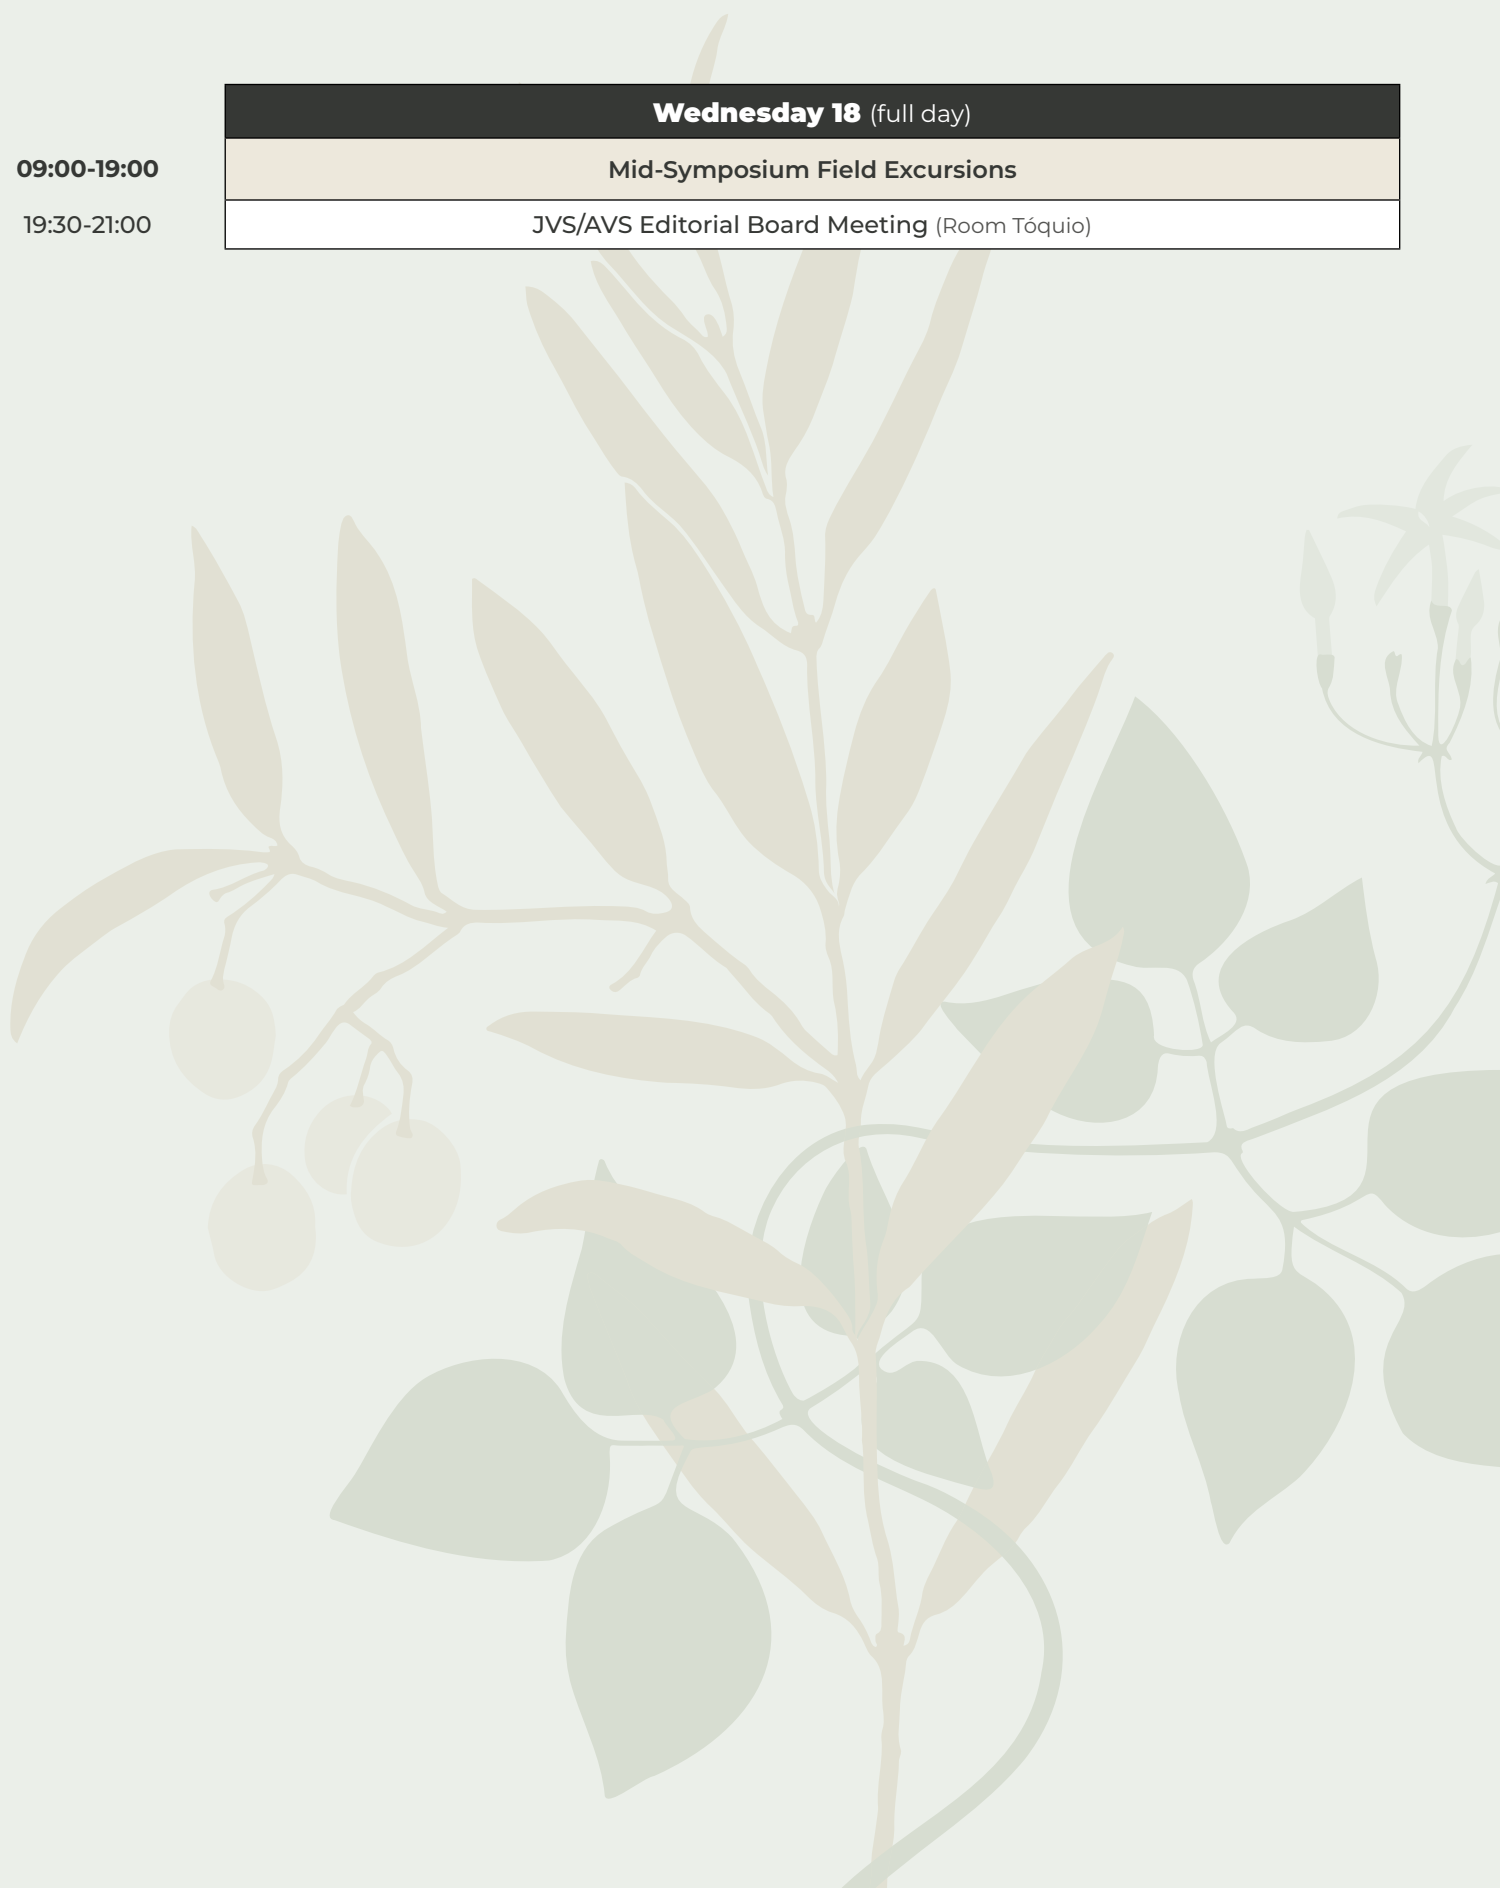 Wednesday 18 (full day)
09:00-19:00 Mid-Symposium Field Excursions
19:30-21:00 JVS/AVS Editorial Board Meeting (Room Tóquio)